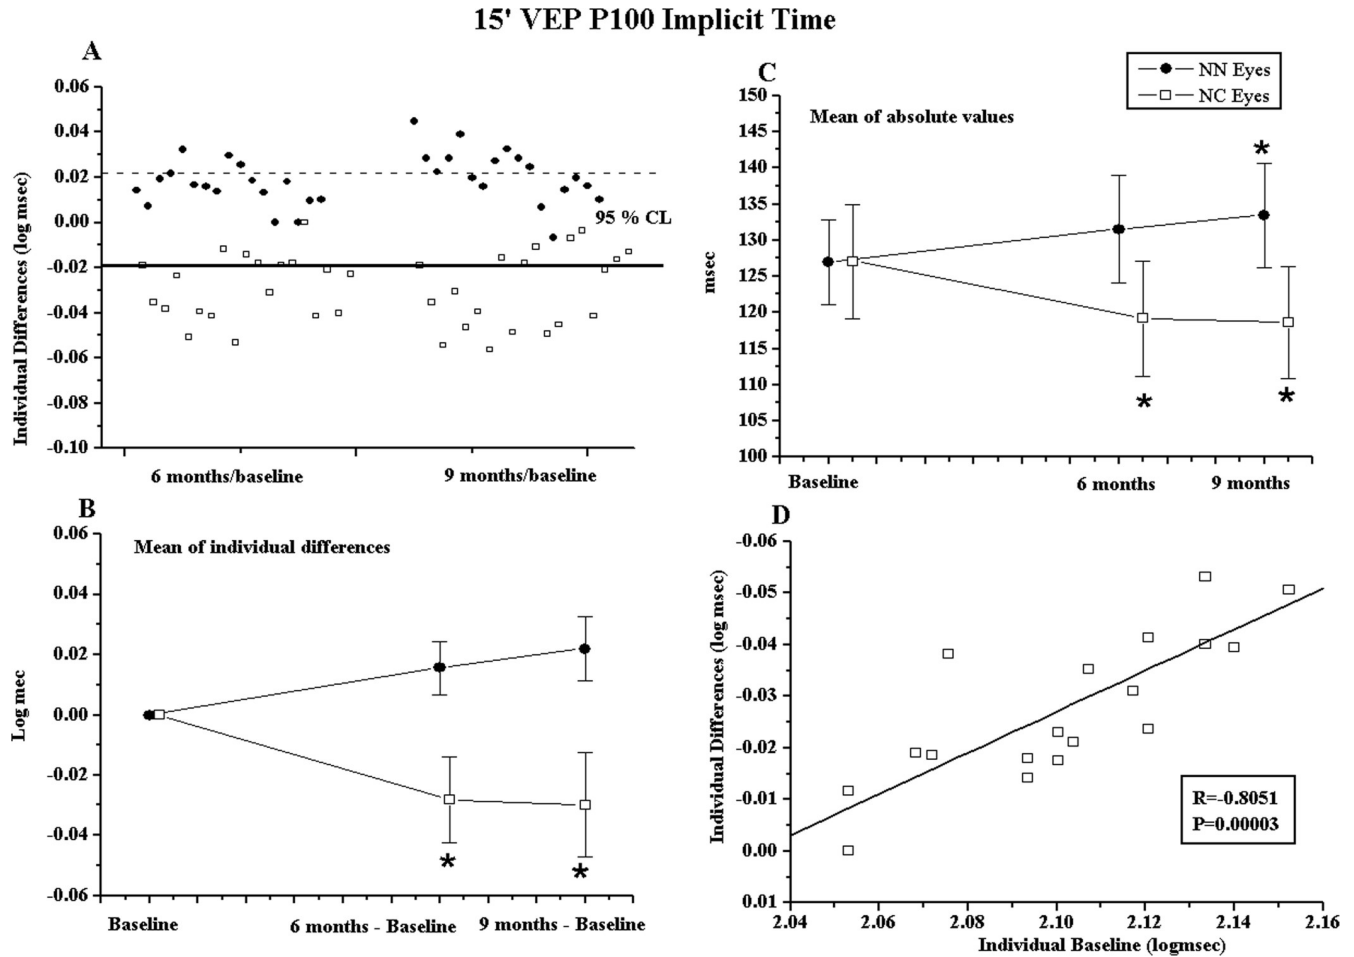 15' VEP P100 Implicit Time
A
Individual Differences (log msec)
0.06
0.04
0.02
0.00
-0.02
-0.04
-0.06
-0.08
-0.10
95 % CL
6 months/baseline
9 months/baseline
C
NN Eyes
NC Eyes
Mean of absolute values
msec
150
145
140
135
130
125
120
115
110
105
100
*
*
*
Baseline
6 months
9 months
B
Mean of individual differences
Log mec
0.06
0.04
0.02
0.00
-0.02
-0.04
-0.06
*
*
Baseline
6 months - Baseline
9 months - Baseline
D
Individual Differences (log msec)
-0.06
-0.05
-0.04
-0.03
-0.02
-0.01
0.00
0.01
R=-0.8051
P=0.00003
2.04
2.06
2.08
2.10
2.12
2.14
2.16
Individual Baseline (logmsec)